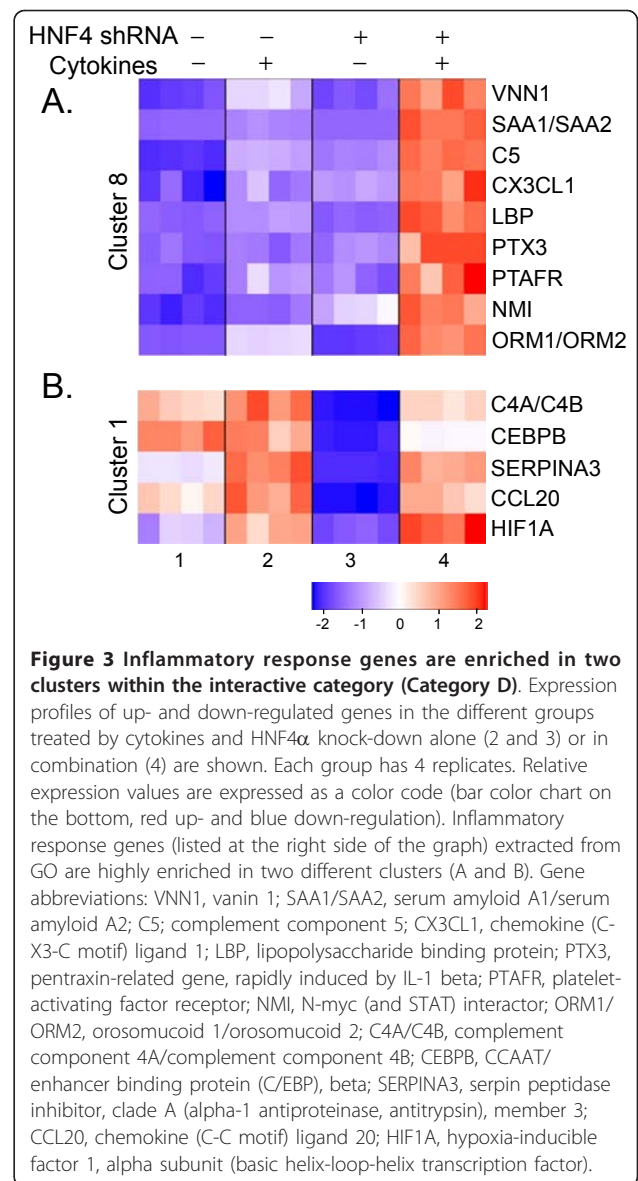 HNF4 shRNA − − + +
Cytokines − + − +
A.
Cluster 8
VNN1
SAA1/SAA2
C5
CX3CL1
LBP
PTX3
PTAFR
NMI
ORM1/ORM2
B.
Cluster 1
C4A/C4B
CEBPB
SERPINA3
CCL20
HIF1A
1 2 3 4
-2 -1 0 1 2
Figure 3 Inflammatory response genes are enriched in two
clusters within the interactive category (Category D). Expression
profiles of up- and down-regulated genes in the different groups
treated by cytokines and HNF4α knock-down alone (2 and 3) or in
combination (4) are shown. Each group has 4 replicates. Relative
expression values are expressed as a color code (bar color chart on
the bottom, red up- and blue down-regulation). Inflammatory
response genes (listed at the right side of the graph) extracted from
GO are highly enriched in two different clusters (A and B). Gene
abbreviations: VNN1, vanin 1; SAA1/SAA2, serum amyloid A1/serum
amyloid A2; C5; complement component 5; CX3CL1, chemokine (C-
X3-C motif) ligand 1; LBP, lipopolysaccharide binding protein; PTX3,
pentraxin-related gene, rapidly induced by IL-1 beta; PTAFR, platelet-
activating factor receptor; NMI, N-myc (and STAT) interactor; ORM1/
ORM2, orosomucoid 1/orosomucoid 2; C4A/C4B, complement
component 4A/complement component 4B; CEBPB, CCAAT/
enhancer binding protein (C/EBP), beta; SERPINA3, serpin peptidase
inhibitor, clade A (alpha-1 antiproteinase, antitrypsin), member 3;
CCL20, chemokine (C-C motif) ligand 20; HIF1A, hypoxia-inducible
factor 1, alpha subunit (basic helix-loop-helix transcription factor).